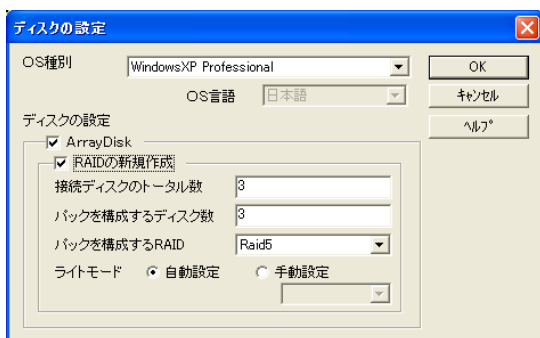 ディスクの設定
OS種別 WindowsXP Professional OK
OS言語 日本語 キャンセル
ディスクの設定 ヘルプ
ArrayDisk
RAIDの新規作成
接続ディスクのトータル数 3
パックを構成するディスク数 3
パックを構成するRAID Raid5
ライトモード 自動設定 手動設定